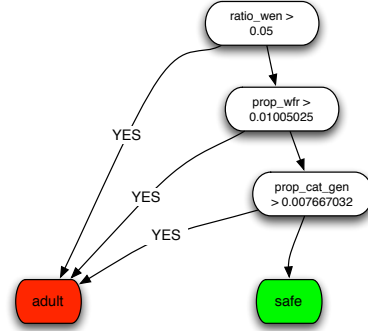 ratio_wen >
0.05
prop_wfr >
0.01005025
YES
YES
prop_cat_gen
> 0.007667032
YES
adult
safe